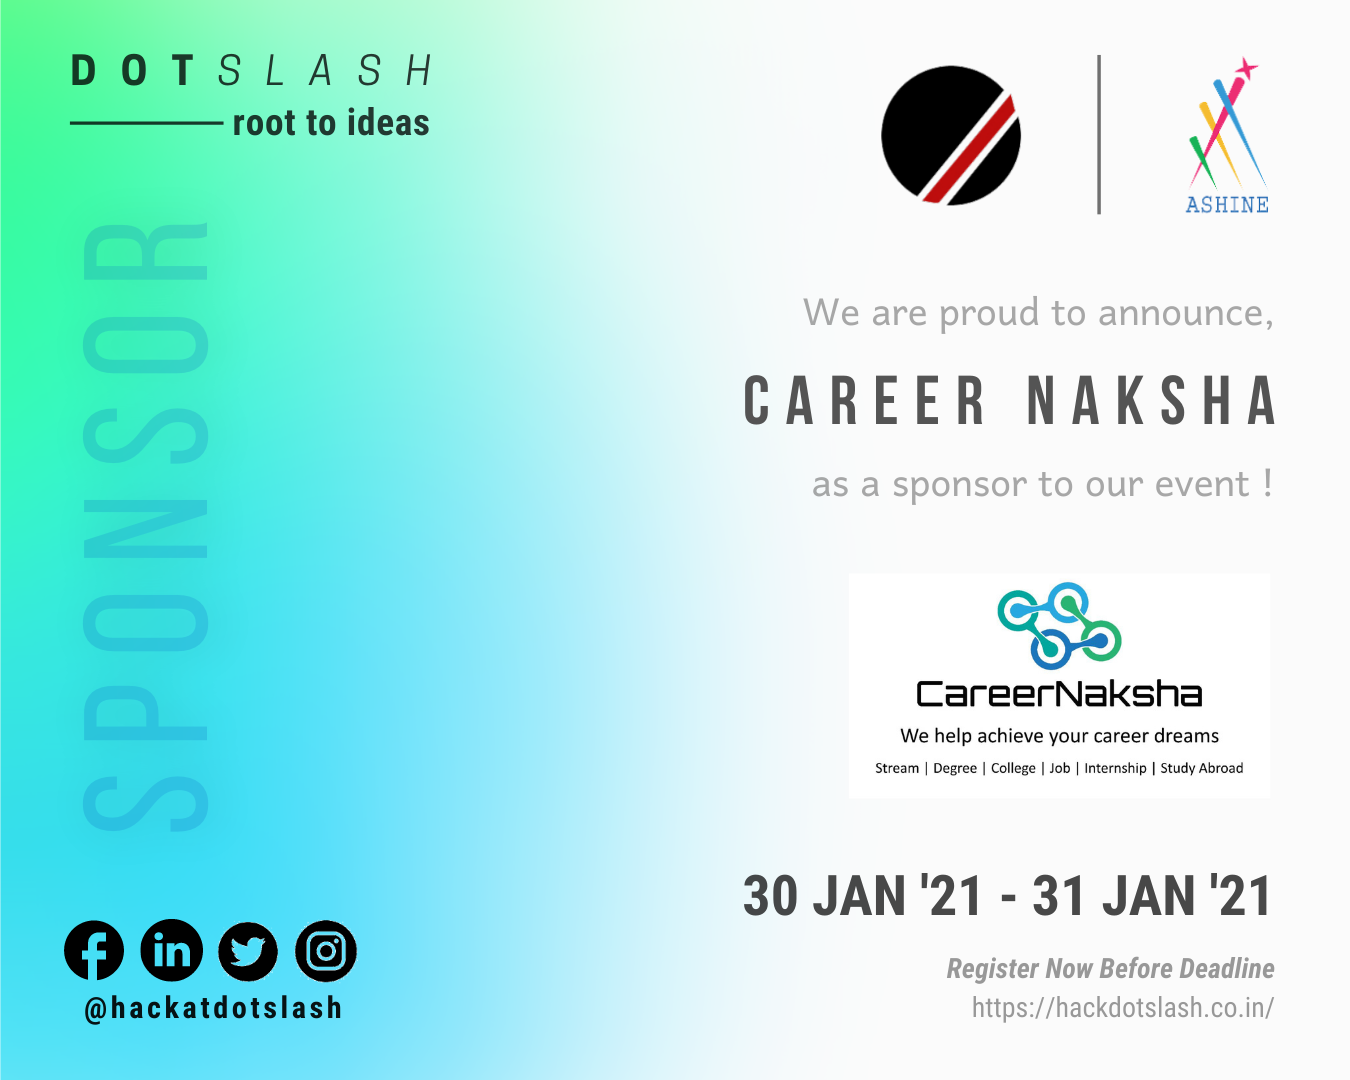 DOTSLASH
root to ideas
ASHINE
SPONSOR
We are proud to announce,
CAREER NAKSHA
as a sponsor to our event !
CareerNaksha
We help achieve your career dreams
Stream | Degree | College | Job | Internship | Study Abroad
30 JAN '21 - 31 JAN '21
Register Now Before Deadline
https://hackdotslash.co.in/
in
@hackatdotslash